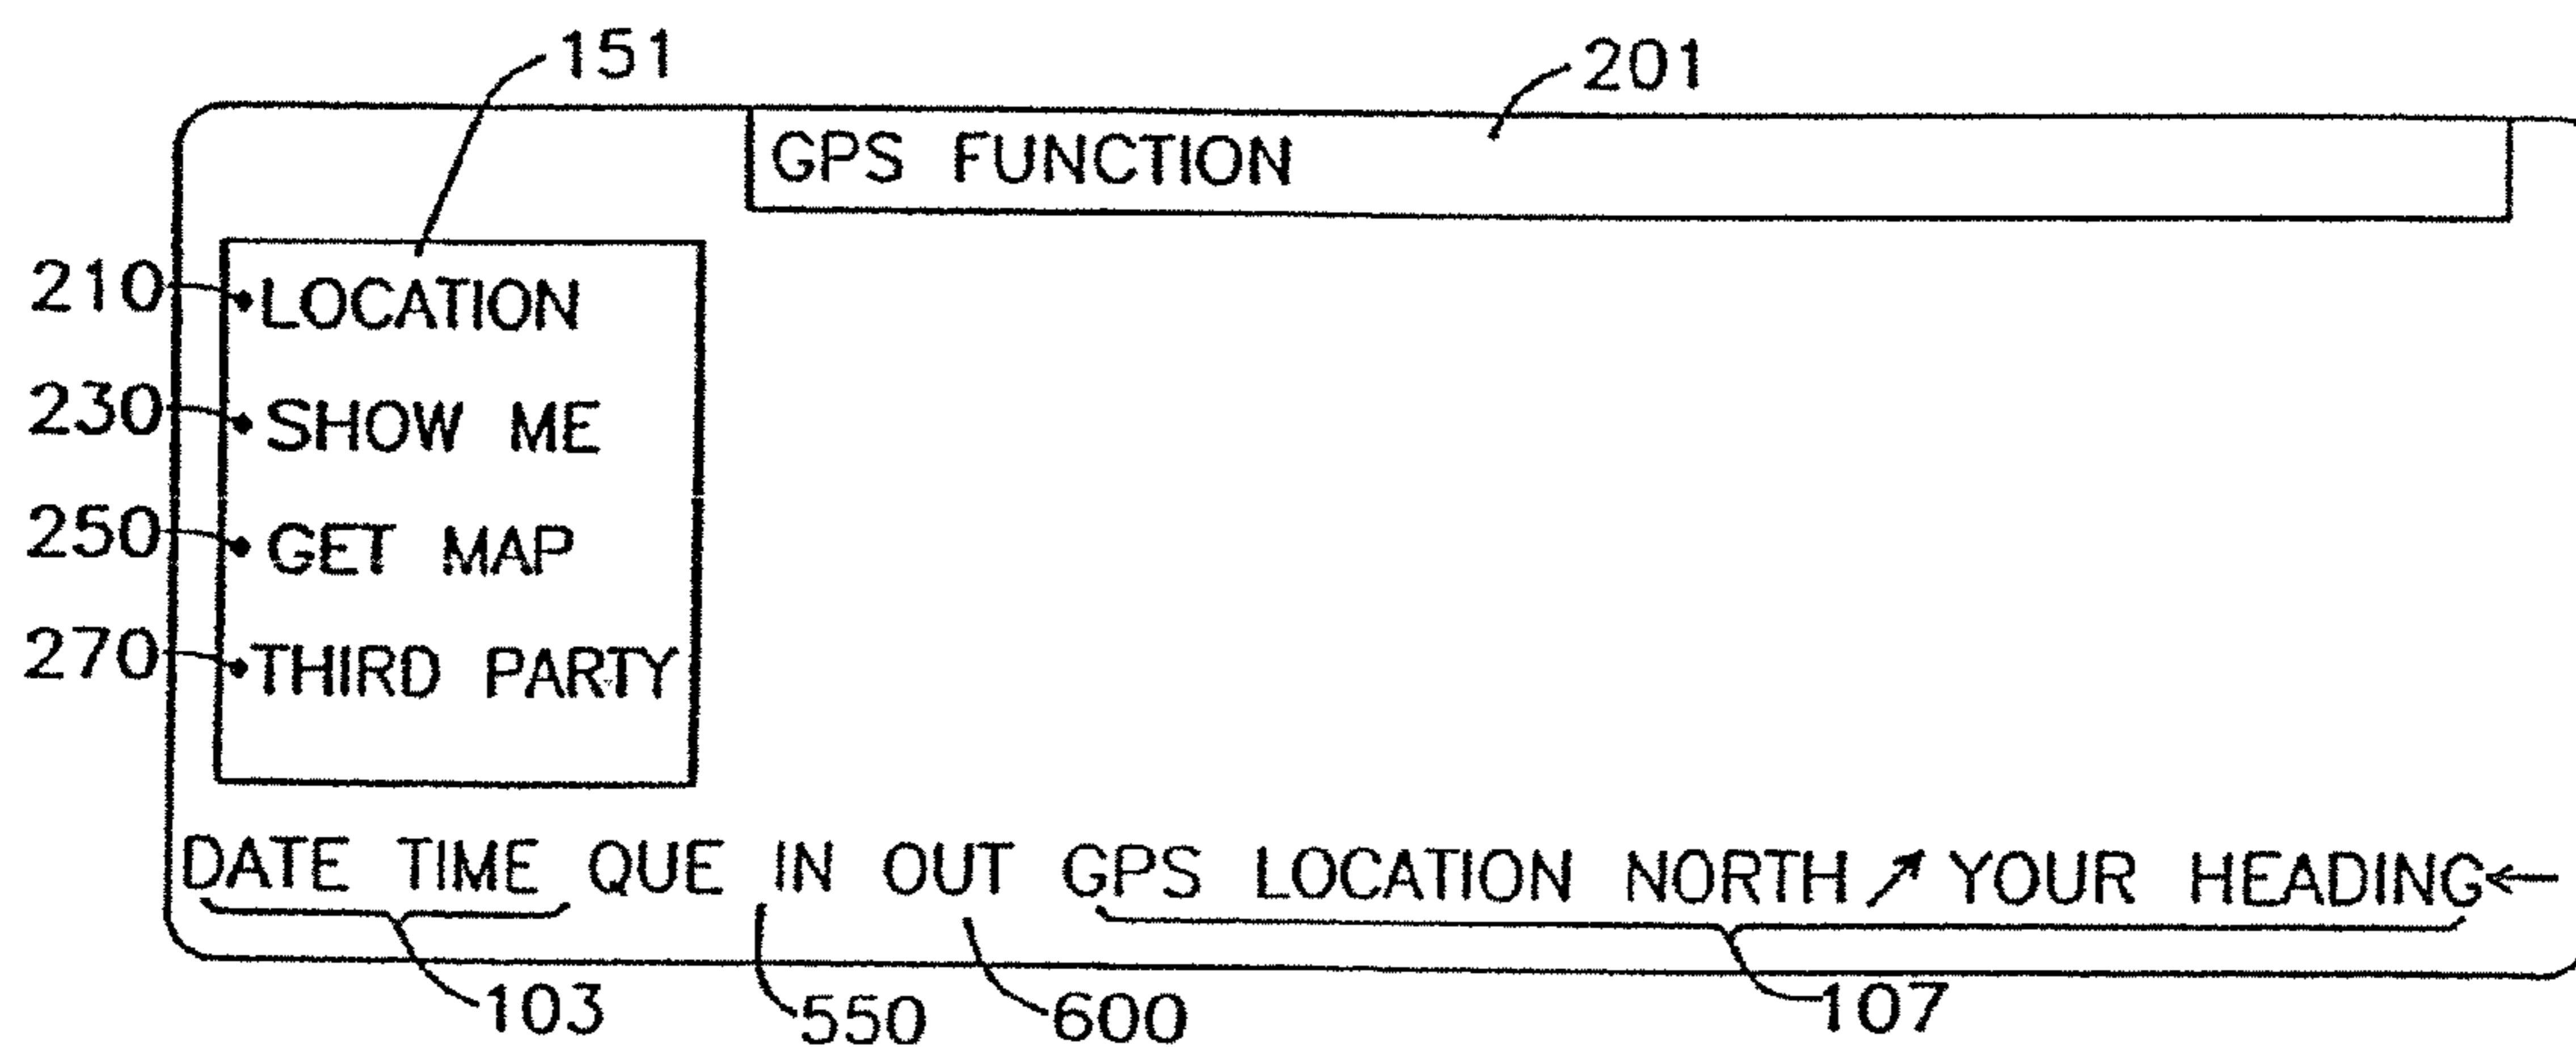 151
201
GPS FUNCTION
210 LOCATION
230 SHOW ME
250 GET MAP
270 THIRD PARTY
DATE TIME QUE IN OUT GPS LOCATION NORTH ↗ YOUR HEADING ←
103 550 600 107